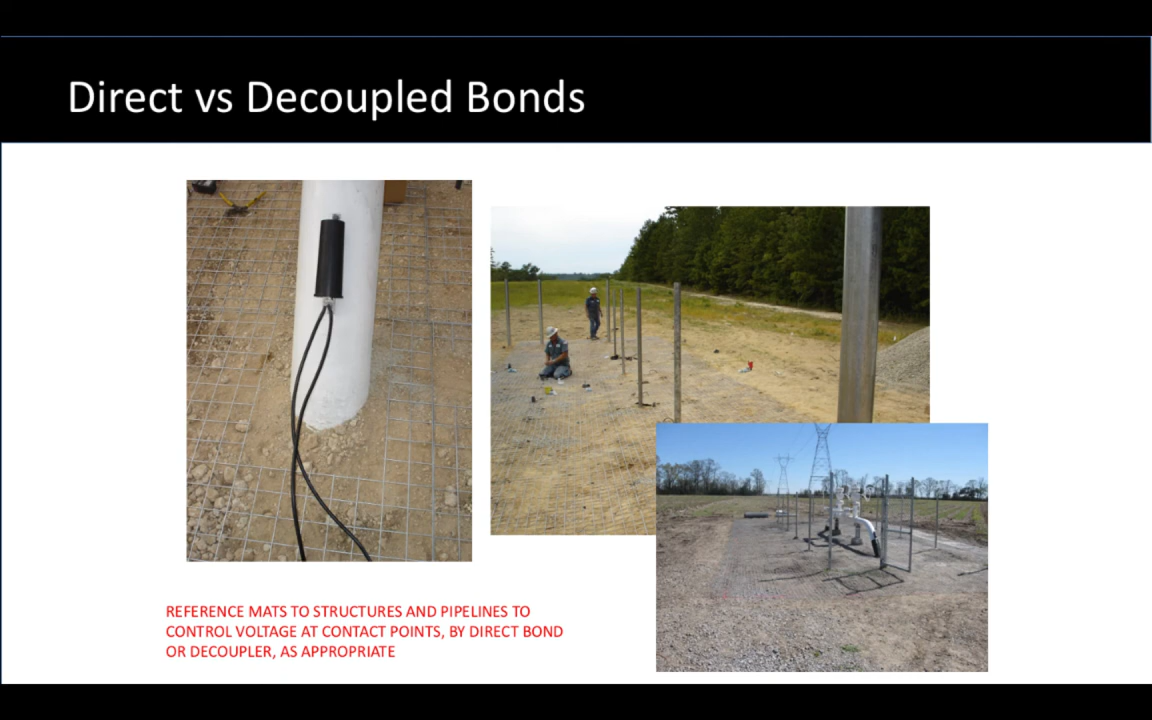 Direct vs Decoupled Bonds
REFERENCE MATS TO STRUCTURES AND PIPELINES TO
CONTROL VOLTAGE AT CONTACT POINTS, BY DIRECT BOND
OR DECOUPLER, AS APPROPRIATE